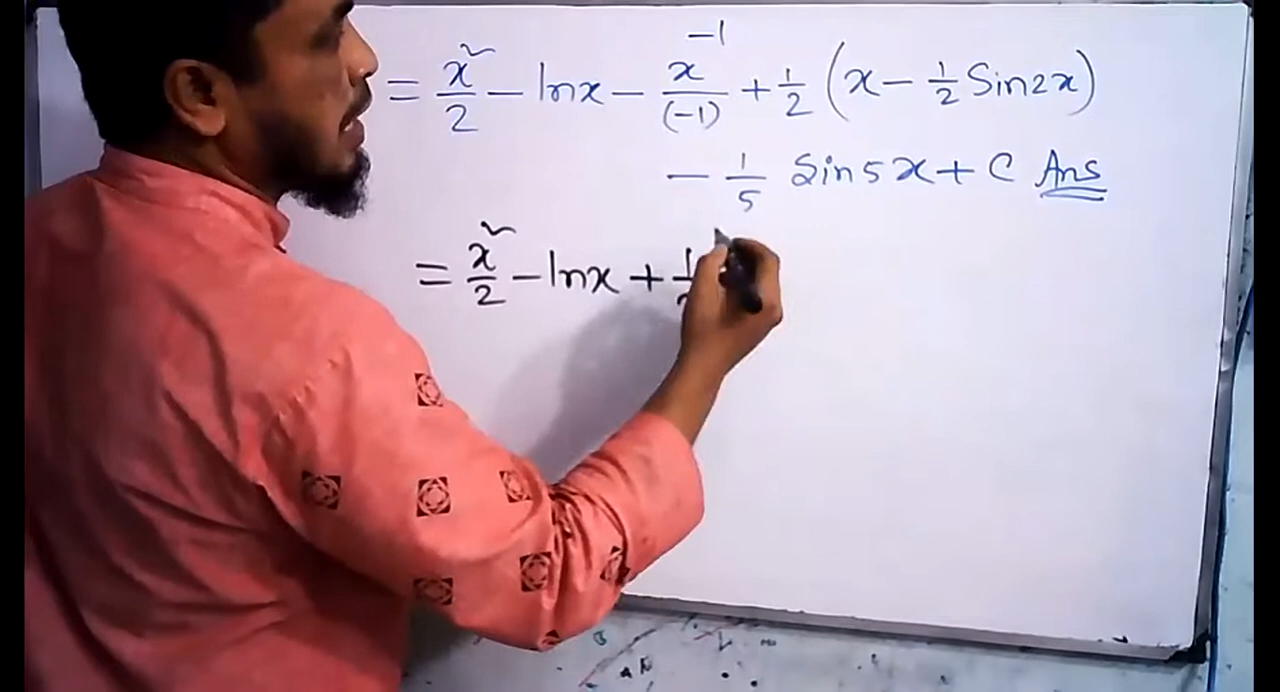 = x²/2 - lnx - x⁻¹/(-1) + 1/2 (x - 1/2 Sin2x)
- 1/5 Sin5x + C Ans
= x²/2 - lnx + 1